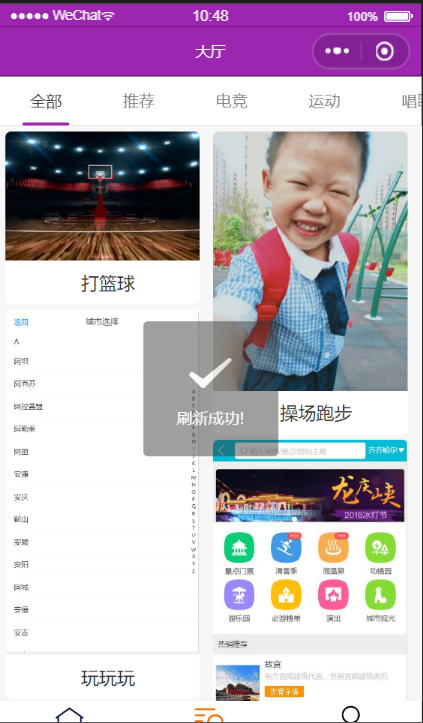 WeChat 10:48 100%
大厅
全部 推荐 电竞 运动 唱歌
打篮球
返回 城市选择
A
阿坝
阿克苏
阿拉善盟
阿勒泰
阿里
安康
安庆
鞍山
安顺
安阳
阿城
安福
安吉
A
B
C
D
E
F
G
H
I
J
K
L
M
N
O
P
Q
R
S
T
U
V
W
X
Y
Z
玩玩玩
刷新成功!
操场跑步
输入城市/景点/游玩主题 齐齐哈尔
龙庆峡
2018冰灯节
景点门票 滑雪季 泡温泉 动植园
游乐园 必游榜单 演出 城市观光
热销推荐
故宫
东方宫殿建筑代表，世界宫殿建筑典范
查看详情